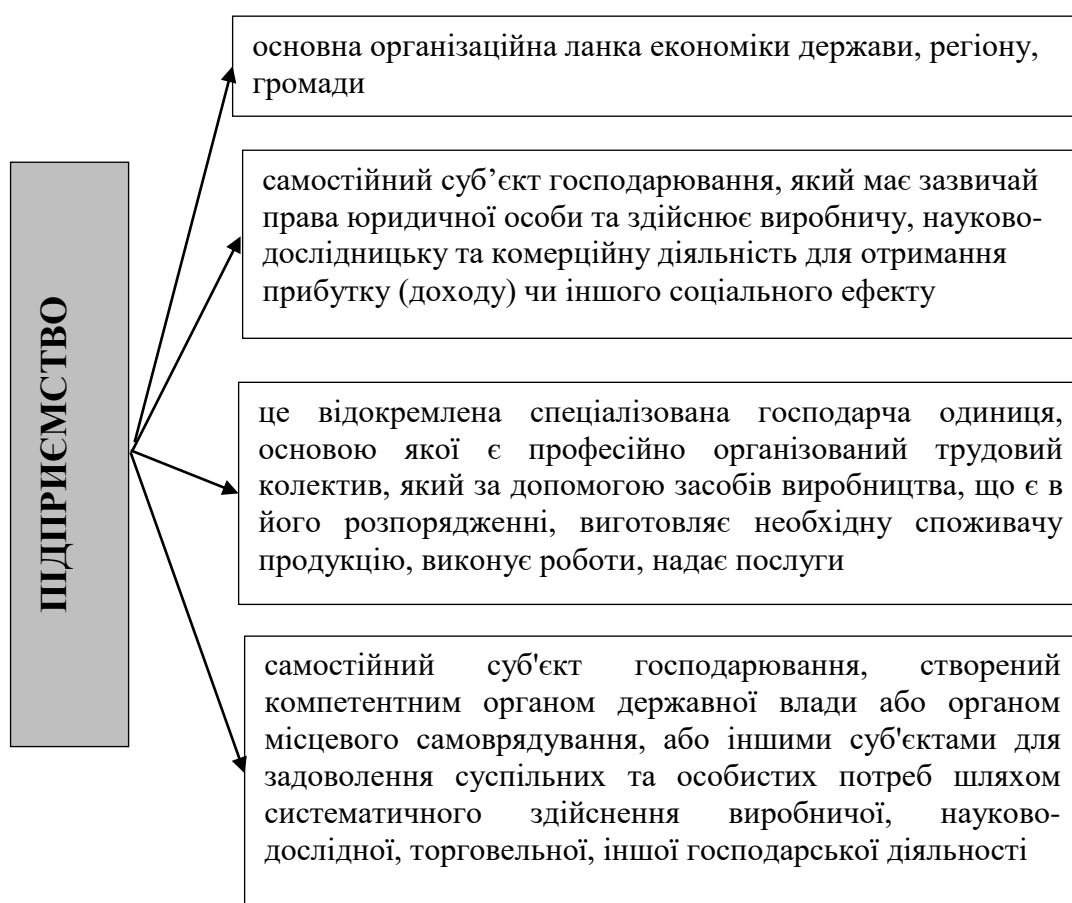 ПІДПРИЄМСТВО
основна організаційна ланка економіки держави, регіону,
громади
самостійний суб’єкт господарювання, який має зазвичай
права юридичної особи та здійснює виробничу, науково-
дослідницьку та комерційну діяльність для отримання
прибутку (доходу) чи іншого соціального ефекту
це відокремлена спеціалізована господарча одиниця,
основою якої є професійно організований трудовий
колектив, який за допомогою засобів виробництва, що є в
його розпорядженні, виготовляє необхідну споживачу
продукцію, виконує роботи, надає послуги
самостійний суб'єкт господарювання, створений
компетентним органом державної влади або органом
місцевого самоврядування, або іншими суб'єктами для
задоволення суспільних та особистих потреб шляхом
систематичного здійснення виробничої, науково-
дослідної, торговельної, іншої господарської діяльності